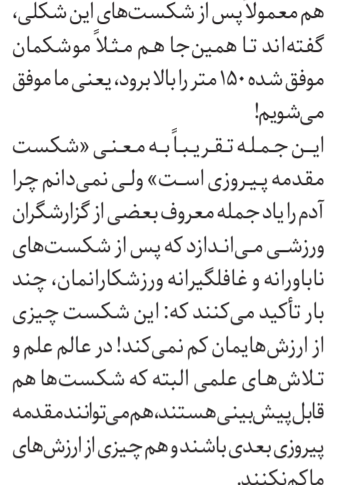 هم معمولاً پس از شکست‌های این شکلی،
گفته‌اند تا همین‌جا هم مثلاً موشکمان
موفق شده ۱۵۰ متر را بالا برود، یعنی ما موفق
می‌شویم!
این جمله تقریباً به معنی «شکست
مقدمه پیروزی است» ولی نمی‌دانم چرا
آدم را یاد جمله معروف بعضی از گزارشگران
ورزشی می‌اندازد که پس از شکست‌های
ناباورانه و غافلگیرانه ورزشکارانمان، چند
بار تأکید می‌کنند که: این شکست چیزی
از ارزش‌هایمان کم نمی‌کند! در عالم علم و
تلاش‌های علمی البته که شکست‌ها هم
قابل پیش‌بینی هستند، هم می‌توانند مقدمه
پیروزی بعدی باشند و هم چیزی از ارزش‌های
ما کم نکنند.